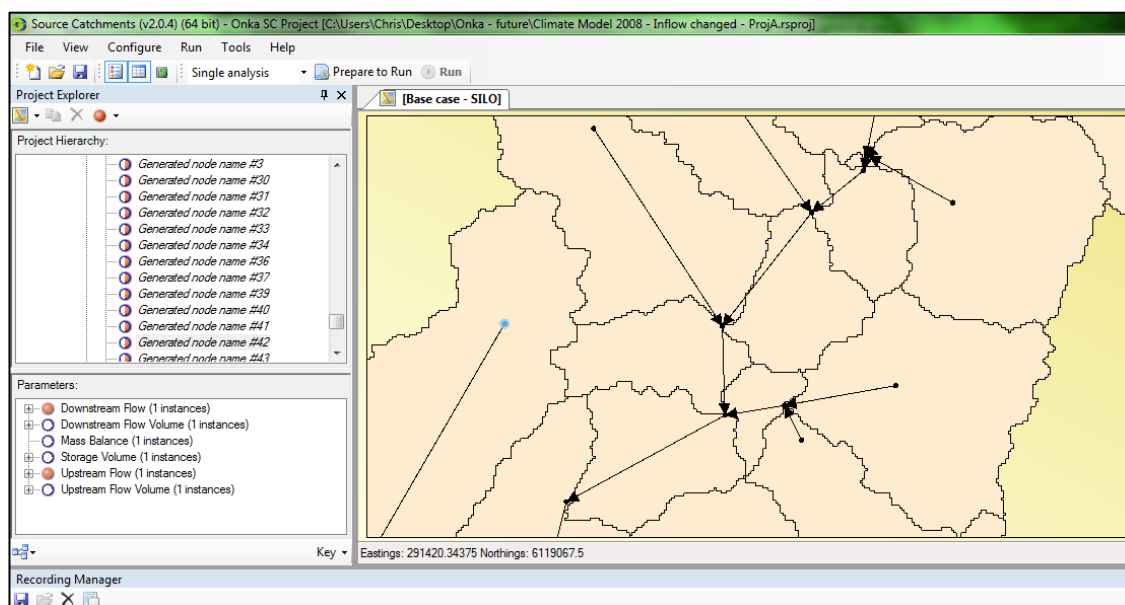 Source Catchments (v2.0.4) (64 bit) - Onka SC Project [C:\Users\Chris\Desktop\Onka - future\Climate Model 2008 - Inflow changed - ProjA.rsproj]
File View Configure Run Tools Help
Single analysis Prepare to Run Run
Project Explorer
[Base case - SILO]
Project Hierarchy:
Generated node name #3
Generated node name #30
Generated node name #31
Generated node name #32
Generated node name #33
Generated node name #34
Generated node name #36
Generated node name #37
Generated node name #39
Generated node name #40
Generated node name #41
Generated node name #42
Generated node name #43
Parameters:
Downstream Flow (1 instances)
Downstream Flow Volume (1 instances)
Mass Balance (1 instances)
Storage Volume (1 instances)
Upstream Flow (1 instances)
Upstream Flow Volume (1 instances)
Key
Eastings: 291420.34375 Northings: 6119067.5
Recording Manager